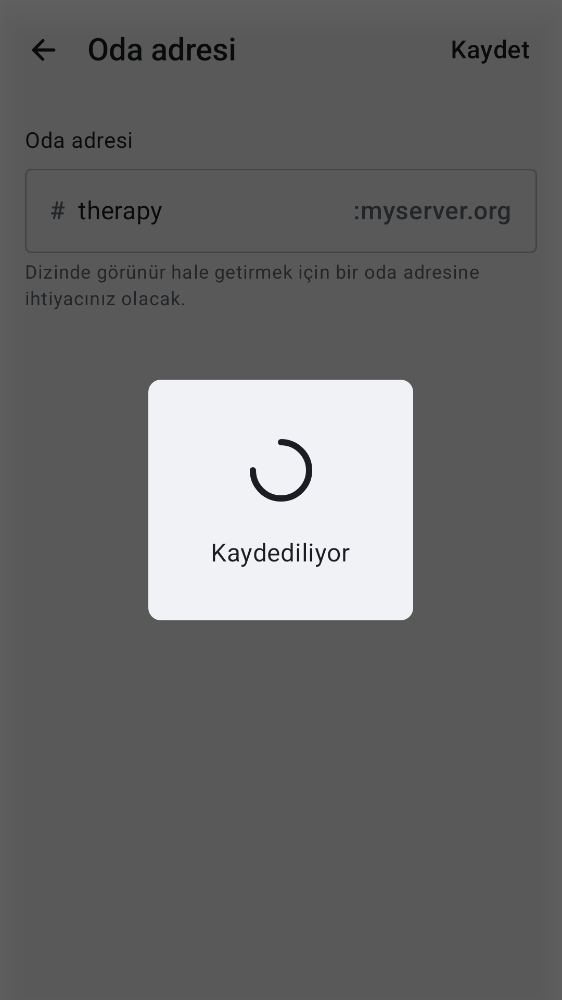 Oda adresi
Kaydet
Oda adresi
# therapy :myserver.org
Dizinde görünür hale getirmek için bir oda adresine
ihtiyacınız olacak.
Kaydediliyor